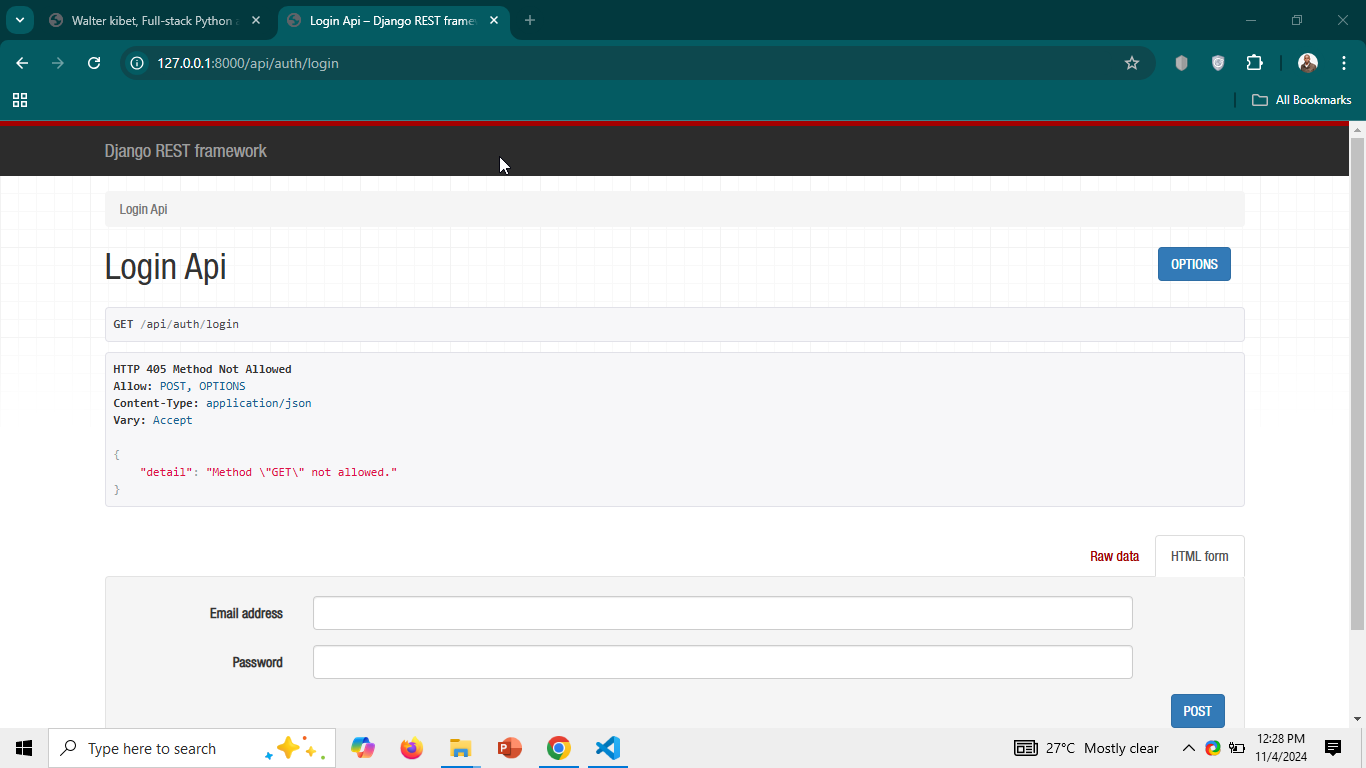 Walter kibet, Full-stack Python
Login Api – Django REST frame
127.0.0.1:8000/api/auth/login
All Bookmarks
Django REST framework
Login Api
Login Api
OPTIONS
GET /api/auth/login
HTTP 405 Method Not Allowed
Allow: POST, OPTIONS
Content-Type: application/json
Vary: Accept
{
"detail": "Method \"GET\" not allowed."
}
Raw data
HTML form
Email address
Password
POST
Type here to search
27°C Mostly clear
12:28 PM
11/4/2024